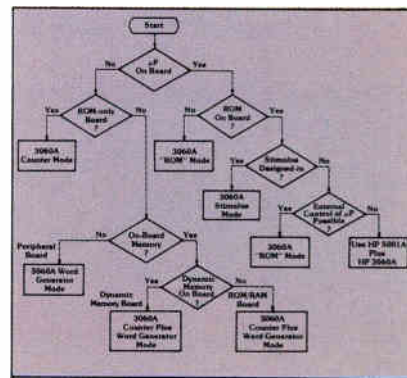 Start
µP
On Board
?
No
Yes
ROM-only
Board
?
Yes
No
ROM
On Board
?
No
Yes
3060A
Counter Mode
3060A
"ROM" Mode
Stimulus
Designed-in
?
Yes
No
3060A
Stimulus
Mode
External
Control of µP
Possible
?
Yes
No
On-Board
Memory
?
No
Yes
3060A
"ROM" Mode
Use HP 5001A
Plus
HP 3060A
Peripheral
Board
3060A Word
Generator
Mode
Dynamic
Memory
On Board
?
Yes
No
Dynamic
Memory Board
ROM/RAM
Board
3060A
Counter Plus
Word Generator
Mode
3060A
Counter Plus
Word Generator
Mode